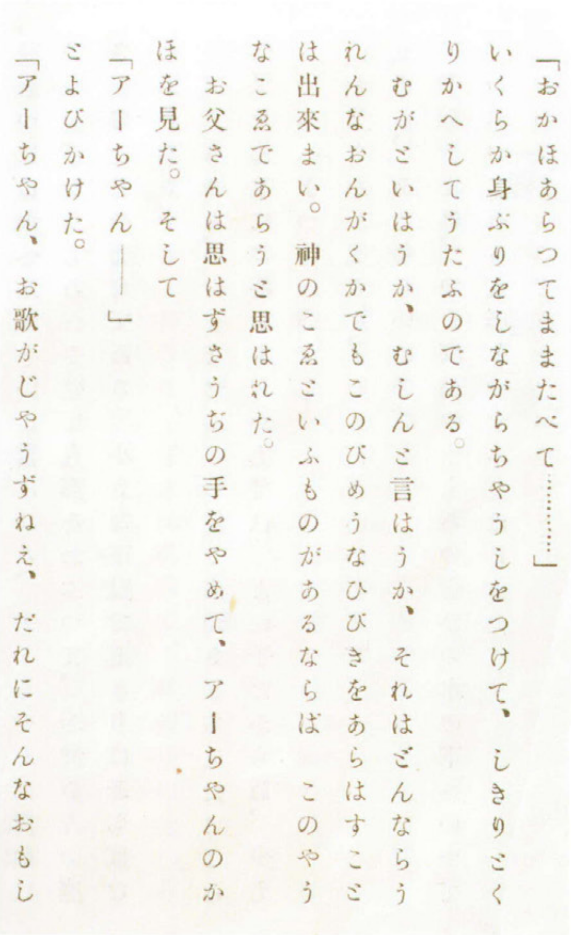 「おかほあらつてままたべて…………」
いくらか身ぶりをしながらちやうしをつけて、しきりとく
りかへしてうたふのである。
むがといはうか、むしんと言はうか、それはどんならう
れんなおんがくかでもこのびめうなひびきをあらはすこと
は出來まい。神のこゑといふものがあるならば　このやう
なこゑであらうと思はれた。
お父さんは思はずさうぢの手をやめて、アーちやんのか
ほを見た。そして
「アーちやん――」
とよびかけた。
「アーちやん、お歌がじやうずねえ、だれにそんなおもし